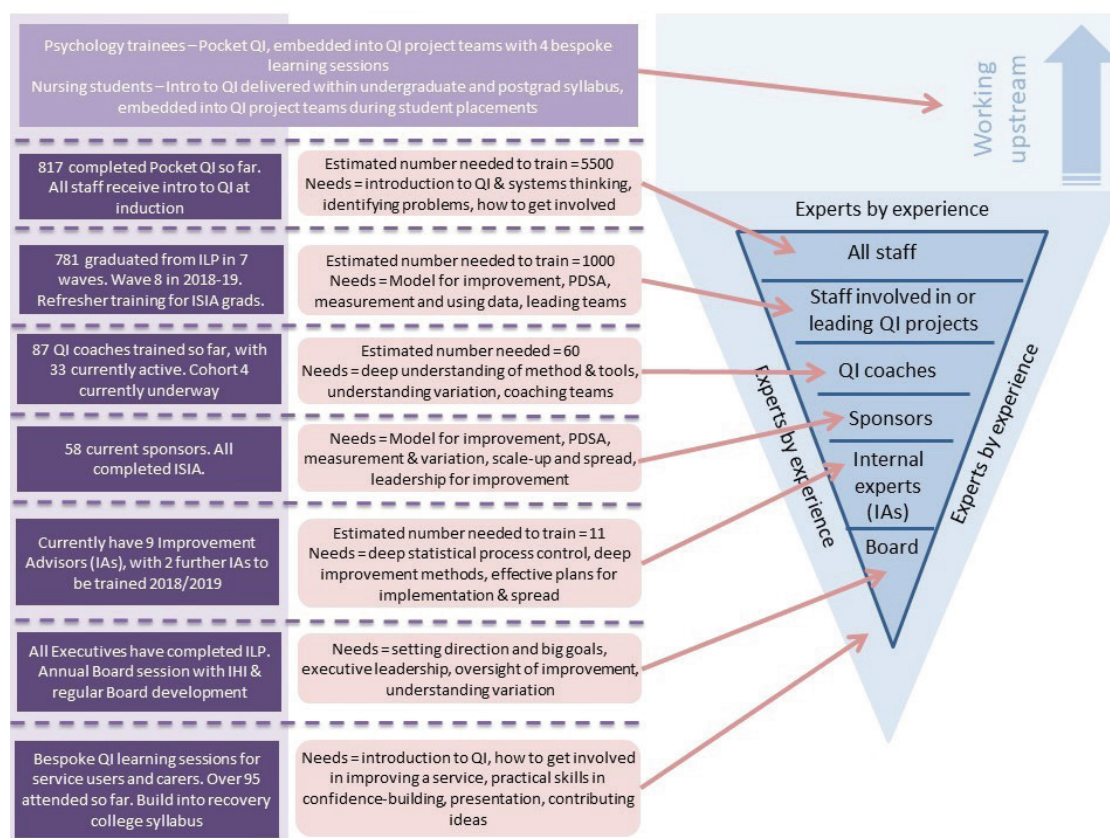 Psychology trainees – Pocket QI, embedded into QI project teams with 4 bespoke
learning sessions
Nursing students – Intro to QI delivered within undergraduate and postgrad syllabus,
embedded into QI project teams during student placements
Working
upstream
817 completed Pocket QI so far.
All staff receive intro to QI at
induction
Estimated number needed to train = 5500
Needs = introduction to QI & systems thinking,
identifying problems, how to get involved
Experts by experience
All staff
781 graduated from ILP in 7
waves. Wave 8 in 2018-19.
Refresher training for ISIA grads.
Estimated number needed to train = 1000
Needs = Model for improvement, PDSA,
measurement and using data, leading teams
Staff involved in or
leading QI projects
87 QI coaches trained so far, with
33 currently active. Cohort 4
currently underway
Estimated number needed = 60
Needs = deep understanding of method & tools,
understanding variation, coaching teams
QI coaches
58 current sponsors. All
completed ISIA.
Needs = Model for improvement, PDSA,
measurement & variation, scale-up and spread,
leadership for improvement
Sponsors
Experts by experience
Experts by experience
Currently have 9 Improvement
Advisors (IAs), with 2 further IAs to
be trained 2018/2019
Estimated number needed to train = 11
Needs = deep statistical process control, deep
improvement methods, effective plans for
implementation & spread
Internal
experts
(IAs)
All Executives have completed ILP.
Annual Board session with IHI &
regular Board development
Needs = setting direction and big goals,
executive leadership, oversight of improvement,
understanding variation
Board
Bespoke QI learning sessions for
service users and carers. Over 95
attended so far. Build into recovery
college syllabus
Needs = introduction to QI, how to get involved
in improving a service, practical skills in
confidence-building, presentation, contributing
ideas